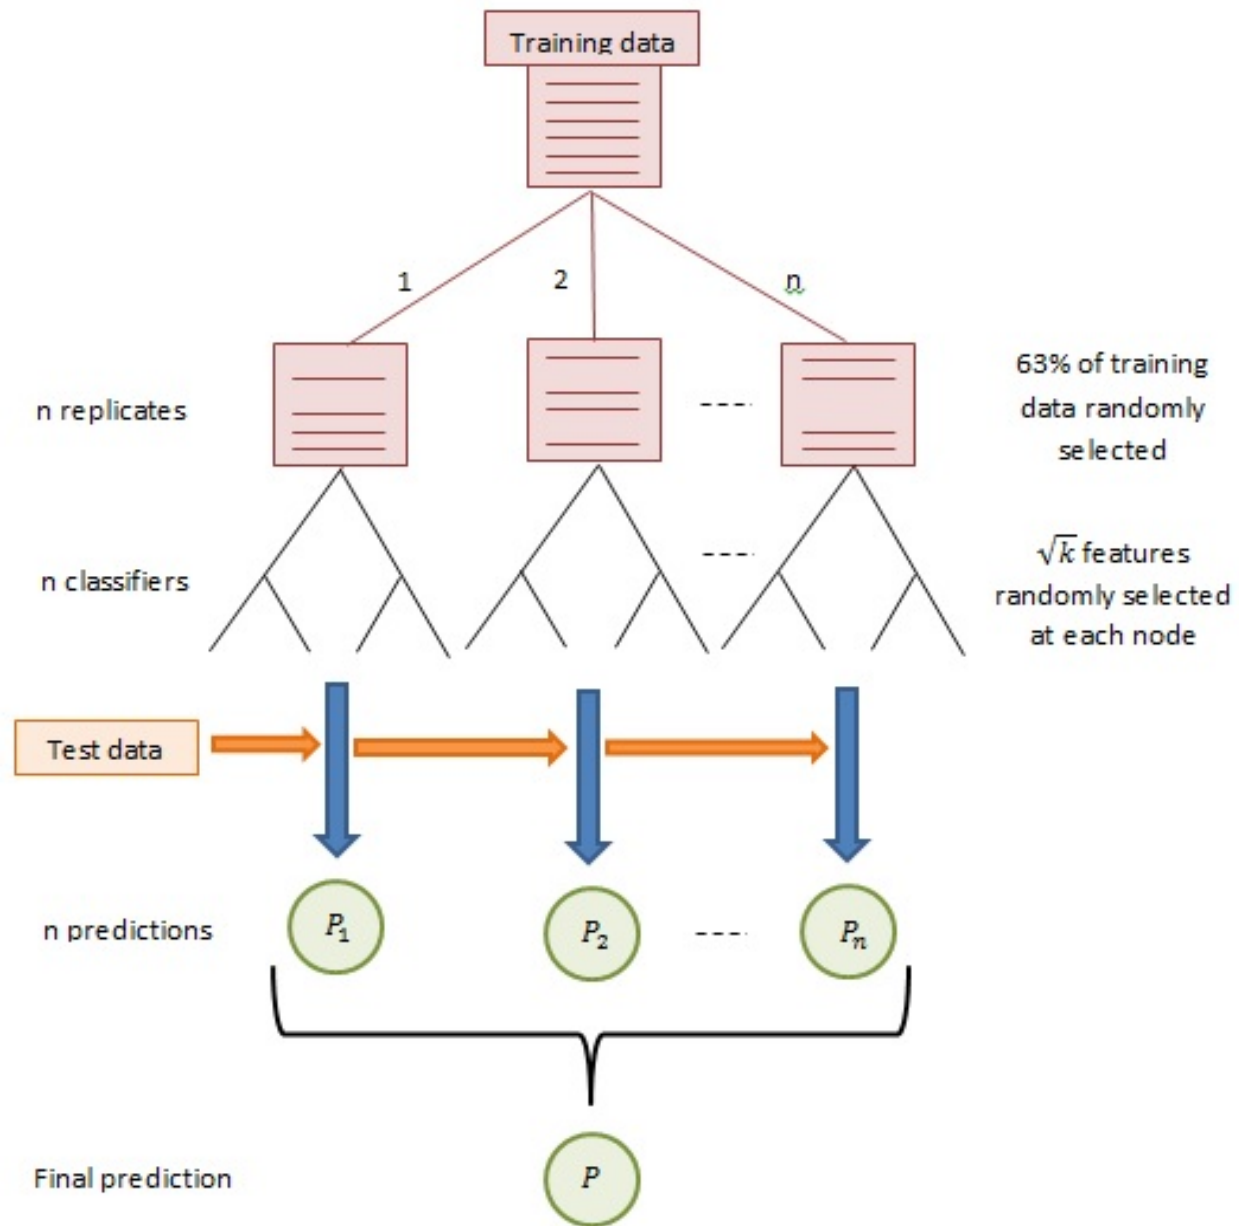 Training data
1
2
n
n replicates
63% of training
data randomly
selected
n classifiers
√k features
randomly selected
at each node
Test data
n predictions
P₁
P₂
Pₙ
Final prediction
P